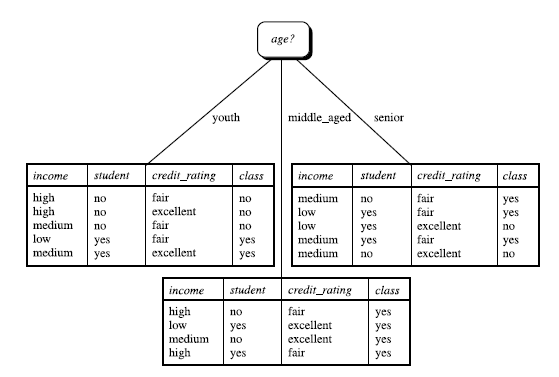 age?
youth
middle_aged
senior
income student credit_rating class
high no fair no
high no excellent no
medium no fair no
low yes fair yes
medium yes excellent yes
income student credit_rating class
medium no fair yes
low yes fair yes
low yes excellent no
medium yes fair yes
medium no excellent no
income student credit_rating class
high no fair yes
low yes excellent yes
medium no excellent yes
high yes fair yes